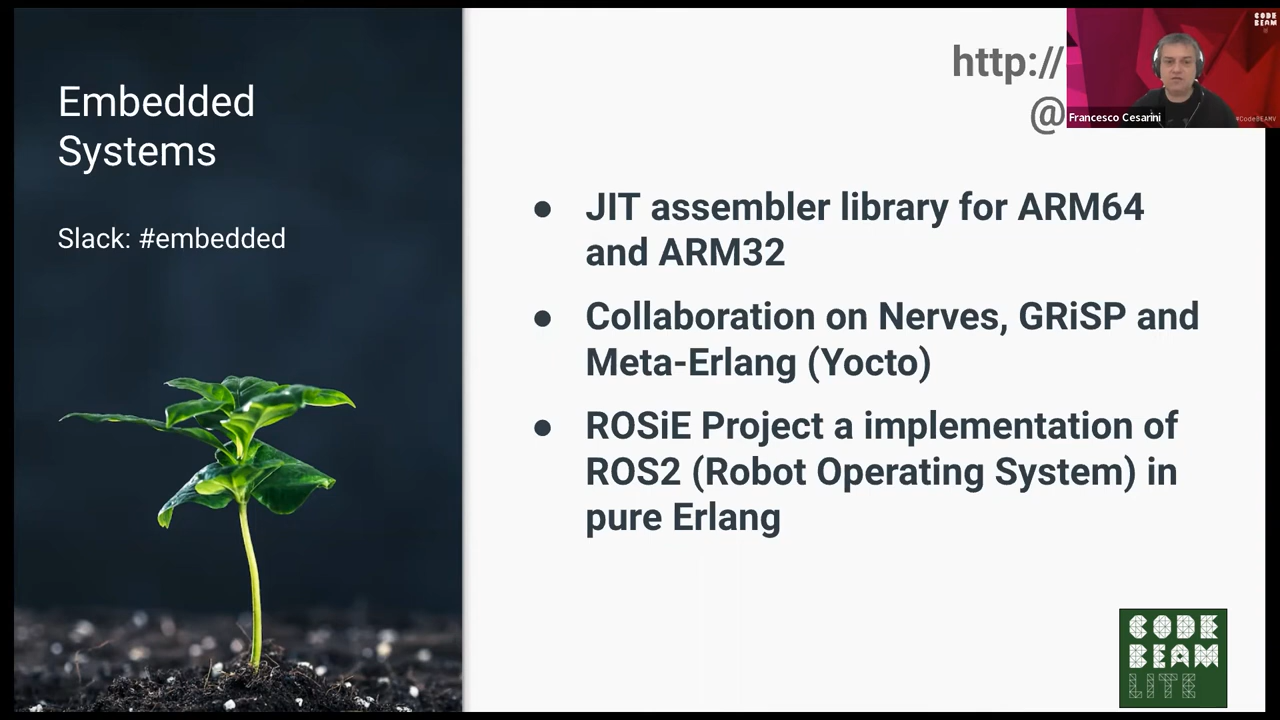 Embedded
Systems
Slack: #embedded
http://
@
JIT assembler library for ARM64
and ARM32
Collaboration on Nerves, GRiSP and
Meta-Erlang (Yocto)
ROSiE Project a implementation of
ROS2 (Robot Operating System) in
pure Erlang
CODE
BEAM
Francesco Cesarini
#CodeBEAMV
CODE
BEAM
LITE